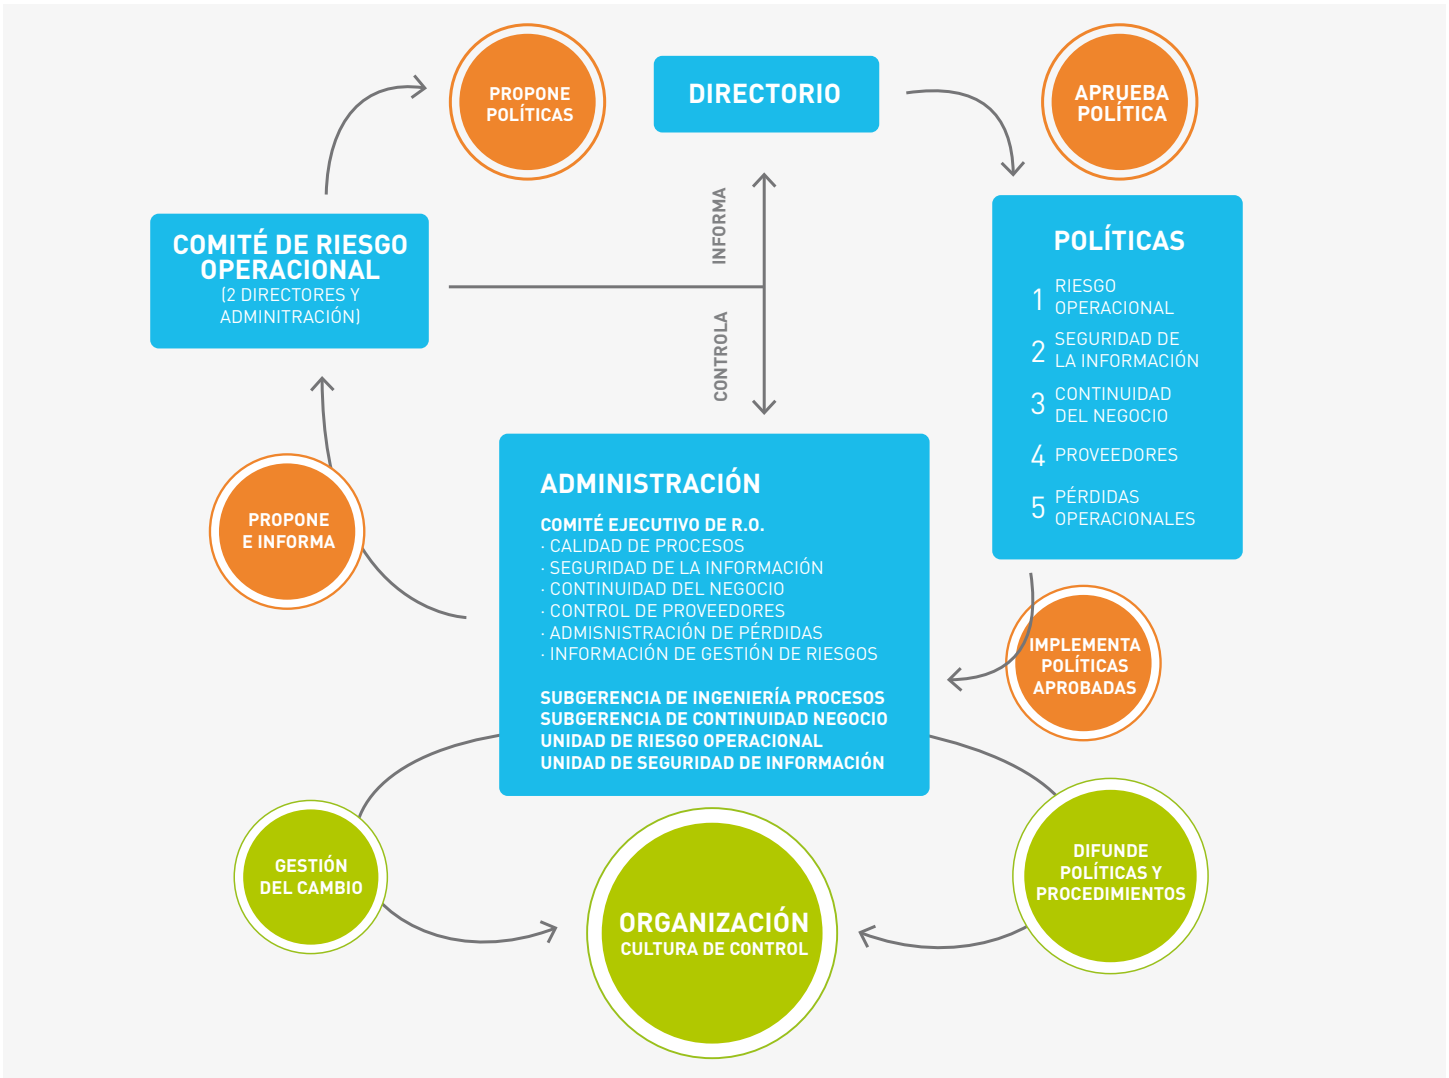 PROPONE
POLÍTICAS
DIRECTORIO
APRUEBA
POLÍTICA
COMITÉ DE RIESGO
OPERACIONAL
(2 DIRECTORES Y
ADMINITRACIÓN)
INFORMA
CONTROLA
POLÍTICAS
1 RIESGO
OPERACIONAL
2 SEGURIDAD DE
LA INFORMACIÓN
3 CONTINUIDAD
DEL NEGOCIO
4 PROVEEDORES
5 PÉRDIDAS
OPERACIONALES
PROPONE
E INFORMA
ADMINISTRACIÓN
COMITÉ EJECUTIVO DE R.O.
· CALIDAD DE PROCESOS
· SEGURIDAD DE LA INFORMACIÓN
· CONTINUIDAD DEL NEGOCIO
· CONTROL DE PROVEEDORES
· ADMISNISTRACIÓN DE PÉRDIDAS
· INFORMACIÓN DE GESTIÓN DE RIESGOS
SUBGERENCIA DE INGENIERÍA PROCESOS
SUBGERENCIA DE CONTINUIDAD NEGOCIO
UNIDAD DE RIESGO OPERACIONAL
UNIDAD DE SEGURIDAD DE INFORMACIÓN
IMPLEMENTA
POLÍTICAS
APROBADAS
GESTIÓN
DEL CAMBIO
ORGANIZACIÓN
CULTURA DE CONTROL
DIFUNDE
POLÍTICAS Y
PROCEDIMIENTOS